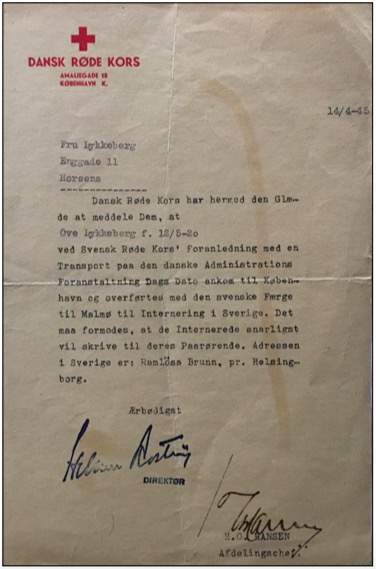 DANSK RØDE KORS
AMALIEGADE 18
KØBENHAVN K.
14/4-45
Fru Lykkeberg
Enggade 11
Horsens
Dansk Røde Kors har hermed den Glæ-
de at meddele Dem, at
Ove Lykkeberg f. 12/5-20
ved Svensk Røde Kors' Foranledning med en
Transport paa den danske Administrations
Foranstaltning Dags Dato ankom til Køben-
havn og overførtes med den svenske Færge
til Malmø til Internering i Sverige. Det
maa formodes, at de Internerede snarligst
vil skrive til deres Paarørende. Adressen
i Sverige er: Ramlösa Brunn, pr. Helsing-
borg.
Ærbødigst
DIREKTØR
H.O. HANSEN
Afdelingschef.